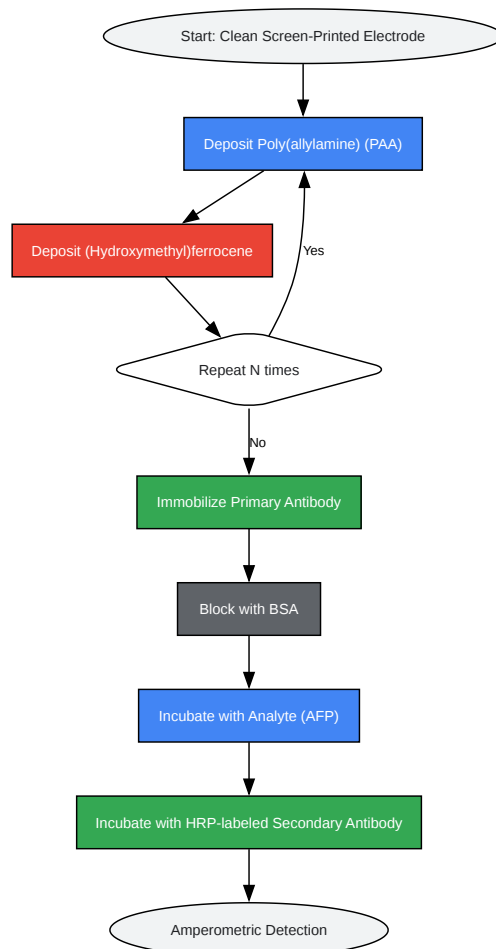 Start: Clean Screen-Printed Electrode
Deposit Poly(allylamine) (PAA)
Deposit (Hydroxymethyl)ferrocene
Yes
Repeat N times
No
Immobilize Primary Antibody
Block with BSA
Incubate with Analyte (AFP)
Incubate with HRP-labeled Secondary Antibody
Amperometric Detection